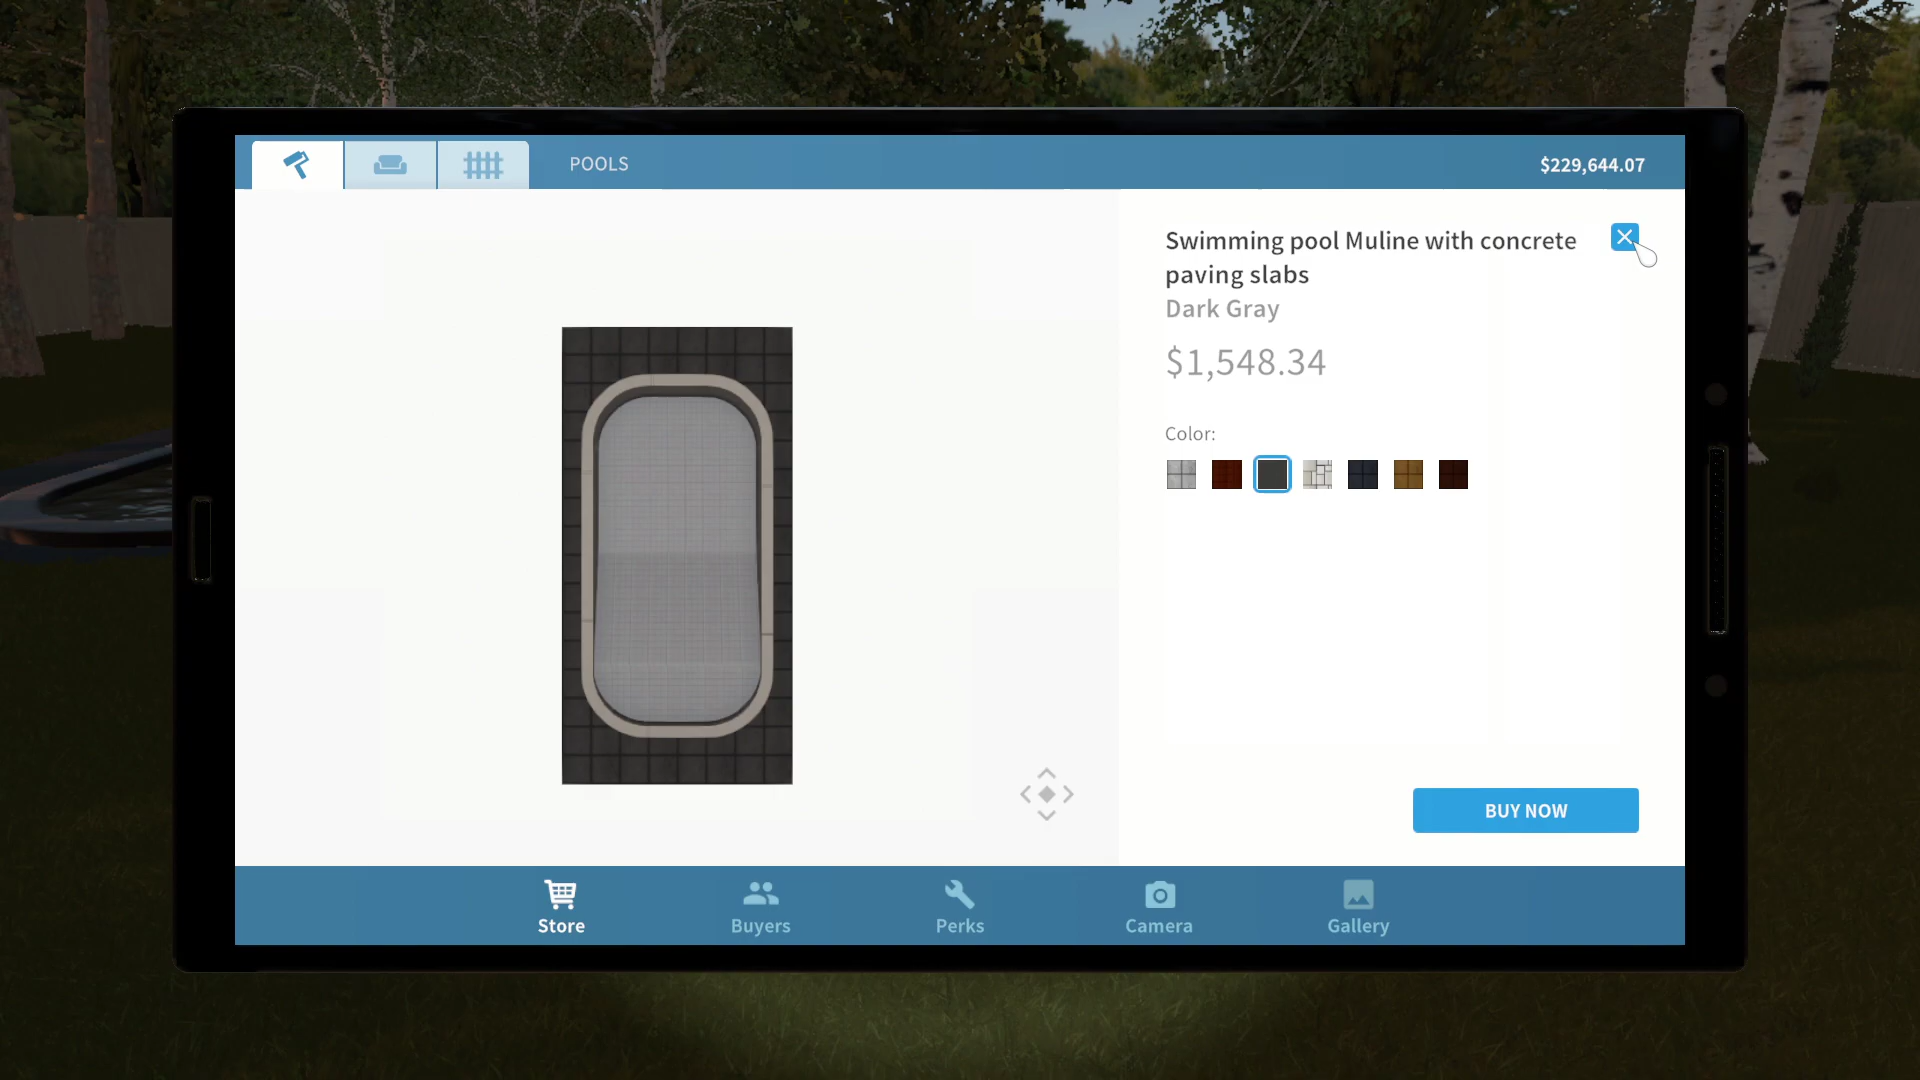 POOLS
$229,644.07
Swimming pool Muline with concrete
paving slabs
Dark Gray
$1,548.34
Color:
BUY NOW
Store
Buyers
Perks
Camera
Gallery